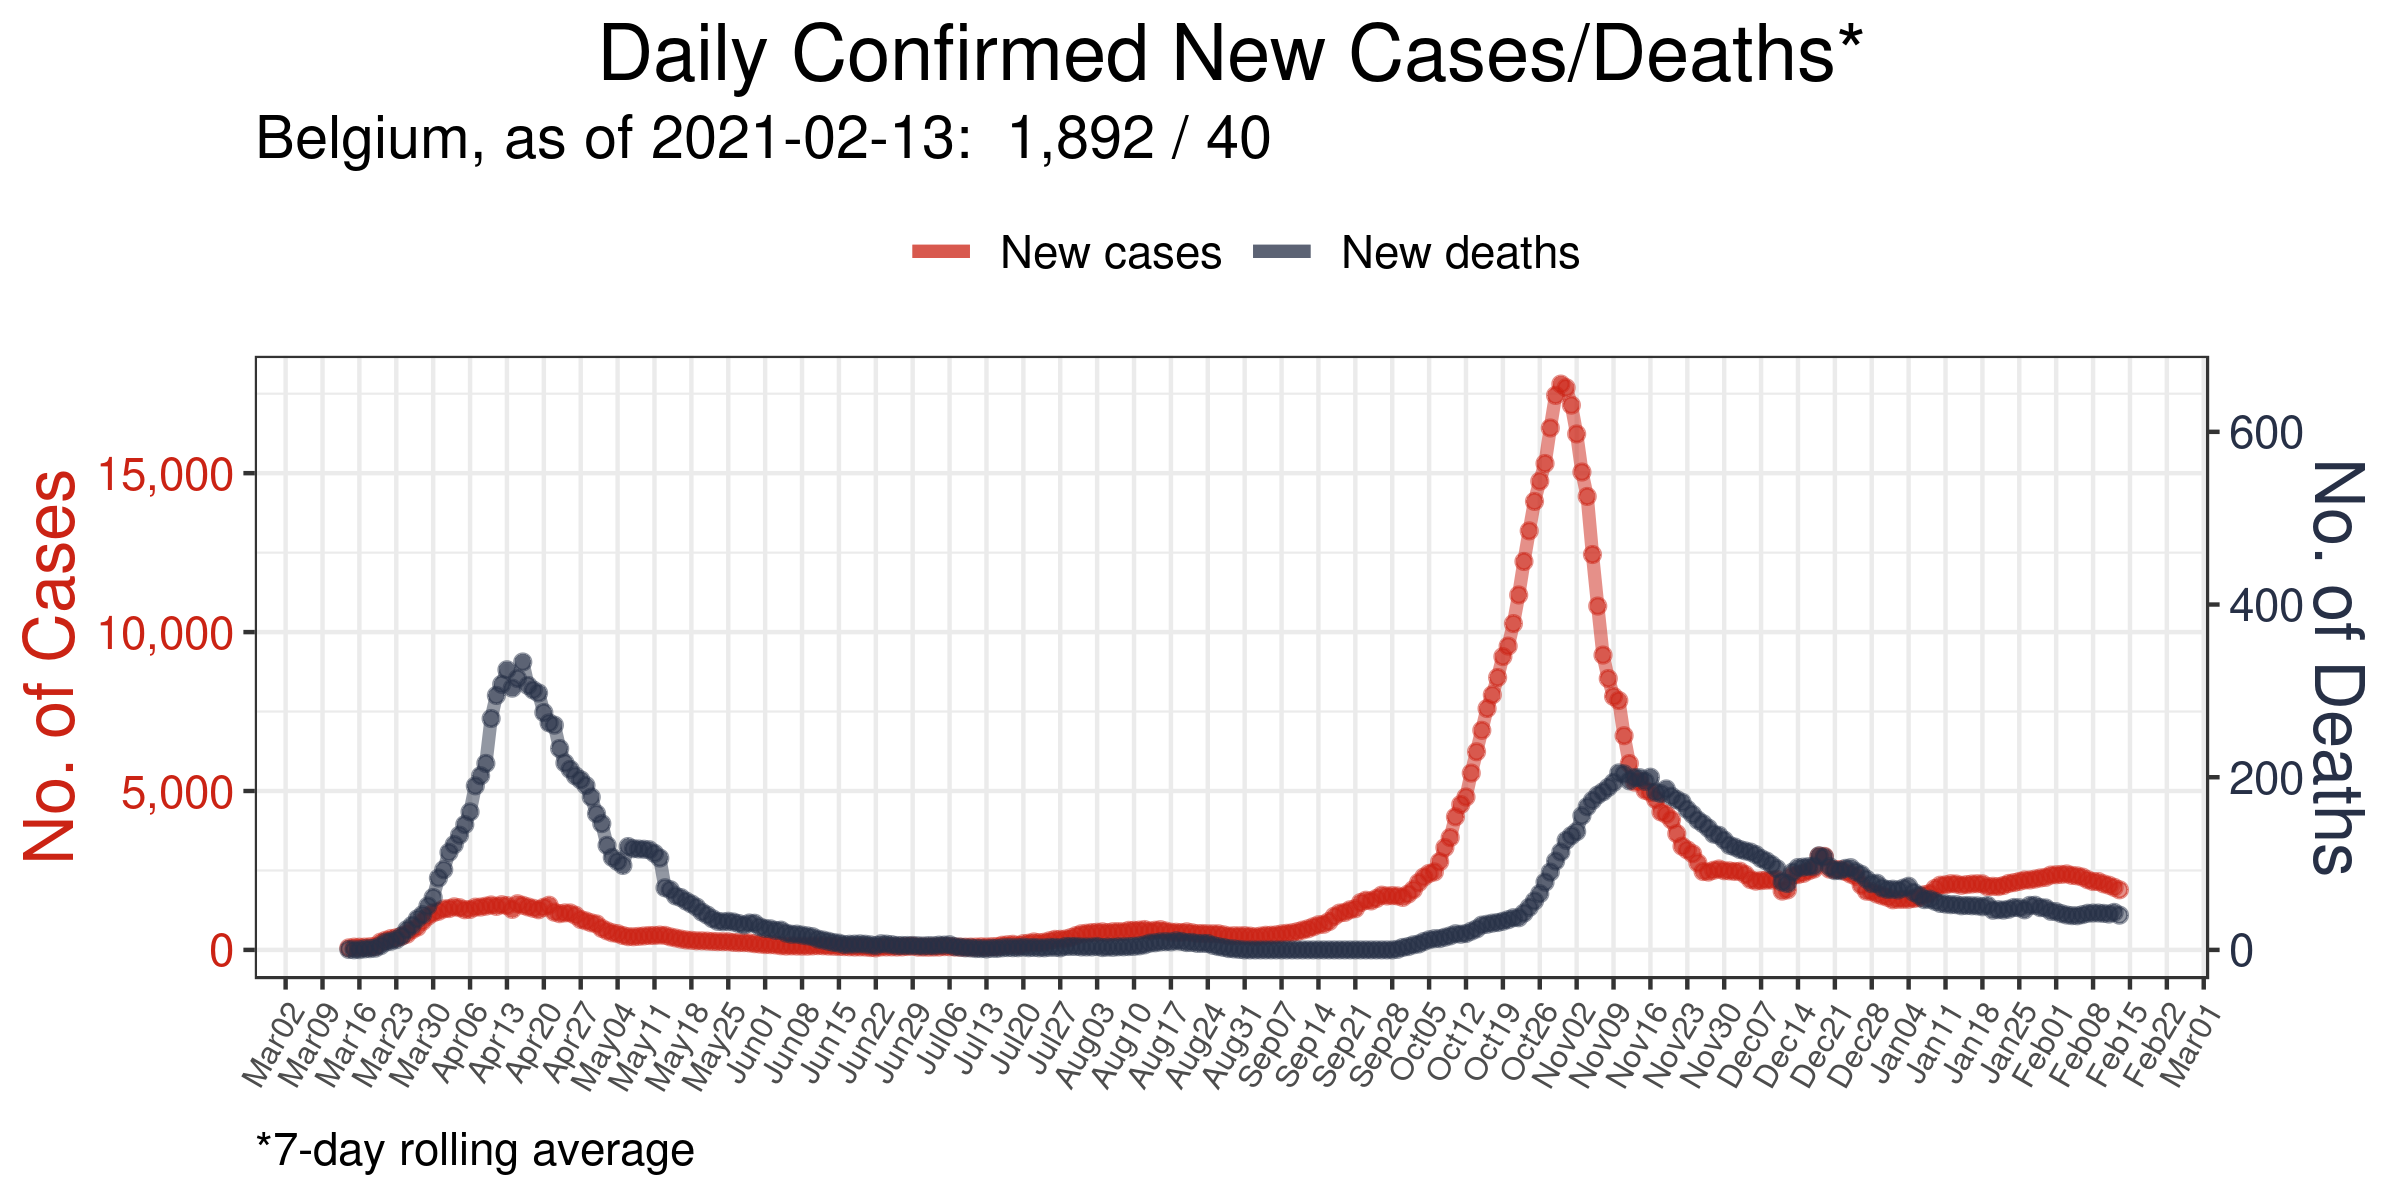 Daily Confirmed New Cases/Deaths*
Belgium, as of 2021-02-13:  1,892 / 40
New cases
New deaths
No. of Cases
15,000
10,000
5,000
0
600
400
200
0
No. of Deaths
Mar02
Mar09
Mar16
Mar23
Mar30
Apr06
Apr13
Apr20
Apr27
May04
May11
May18
May25
Jun01
Jun08
Jun15
Jun22
Jun29
Jul06
Jul13
Jul20
Jul27
Aug03
Aug10
Aug17
Aug24
Aug31
Sep07
Sep14
Sep21
Sep28
Oct05
Oct12
Oct19
Oct26
Nov02
Nov09
Nov16
Nov23
Nov30
Dec07
Dec14
Dec21
Dec28
Jan04
Jan11
Jan18
Jan25
Feb01
Feb08
Feb15
Feb22
Mar01
*7-day rolling average